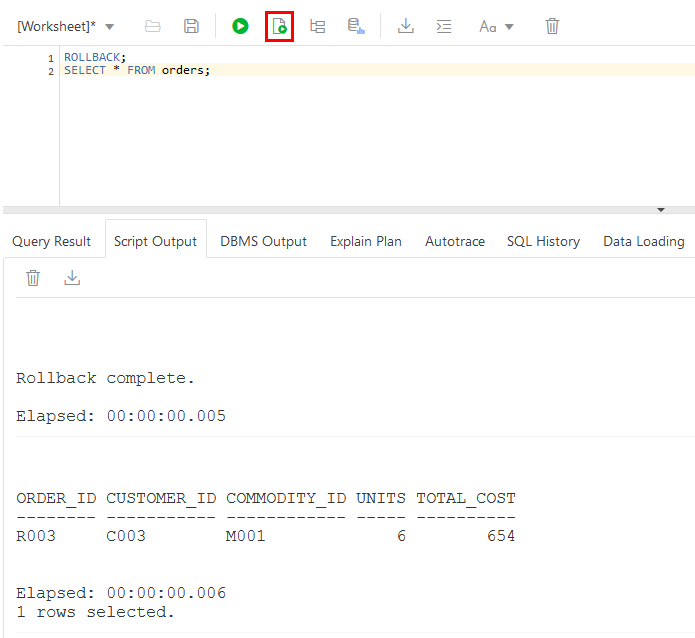 [Worksheet]*
Aa
1 ROLLBACK;
2 SELECT * FROM orders;
Query Result Script Output DBMS Output Explain Plan Autotrace SQL History Data Loading
Rollback complete.
Elapsed: 00:00:00.005
ORDER_ID CUSTOMER_ID COMMODITY_ID UNITS TOTAL_COST
-------- ----------- ------------ ----- ----------
R003     C003        M001             6        654
Elapsed: 00:00:00.006
1 rows selected.